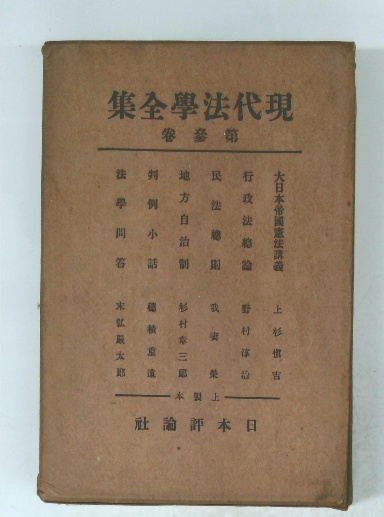 現代法學全集
第參卷
大日本帝國憲法講義 上杉愼吉
行政法總論 野村淳治
民法總則 我妻榮
地方自治制 杉村章三郎
判例小話 穗積重遠
法學問答 末弘嚴太郎
上製本
日本評論社